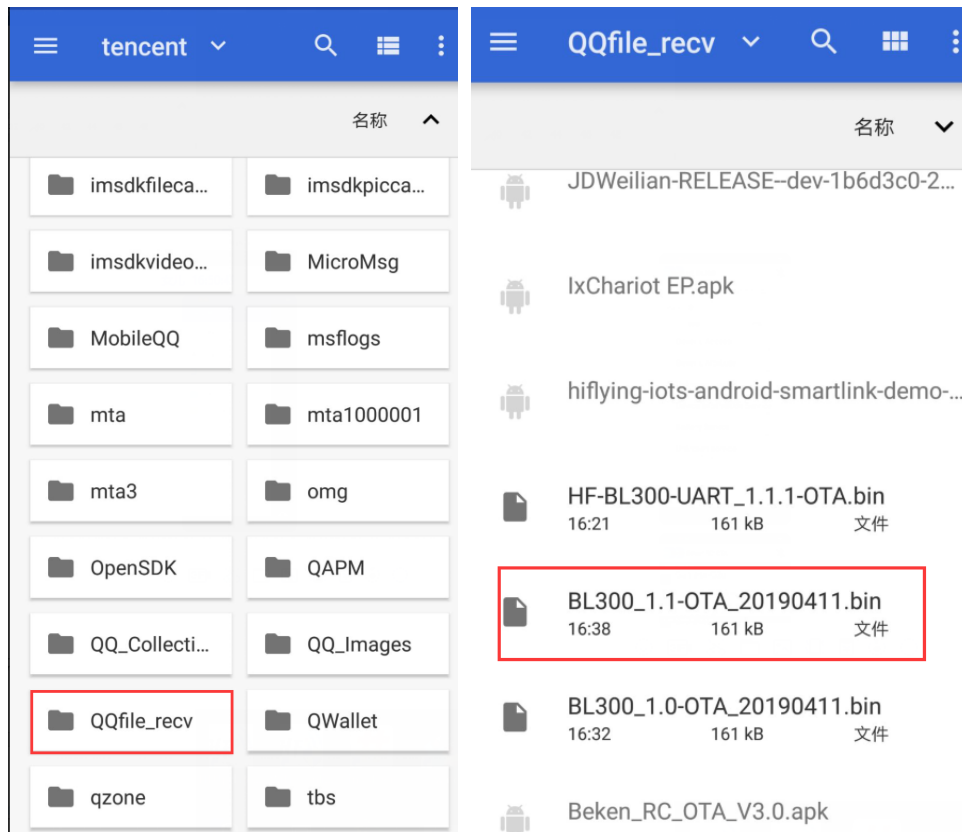 tencent
名称
imsdkfileca...
imsdkpicca...
imsdkvideo...
MicroMsg
MobileQQ
msflogs
mta
mta1000001
mta3
omg
OpenSDK
QAPM
QQ_Collecti...
QQ_Images
QQfile_recv
QWallet
qzone
tbs
QQfile_recv
名称
JDWeilian-RELEASE--dev-1b6d3c0-2...
IxChariot EP.apk
hiflying-iots-android-smartlink-demo-...
HF-BL300-UART_1.1.1-OTA.bin
16:21 161 kB 文件
BL300_1.1-OTA_20190411.bin
16:38 161 kB 文件
BL300_1.0-OTA_20190411.bin
16:32 161 kB 文件
Beken_RC_OTA_V3.0.apk